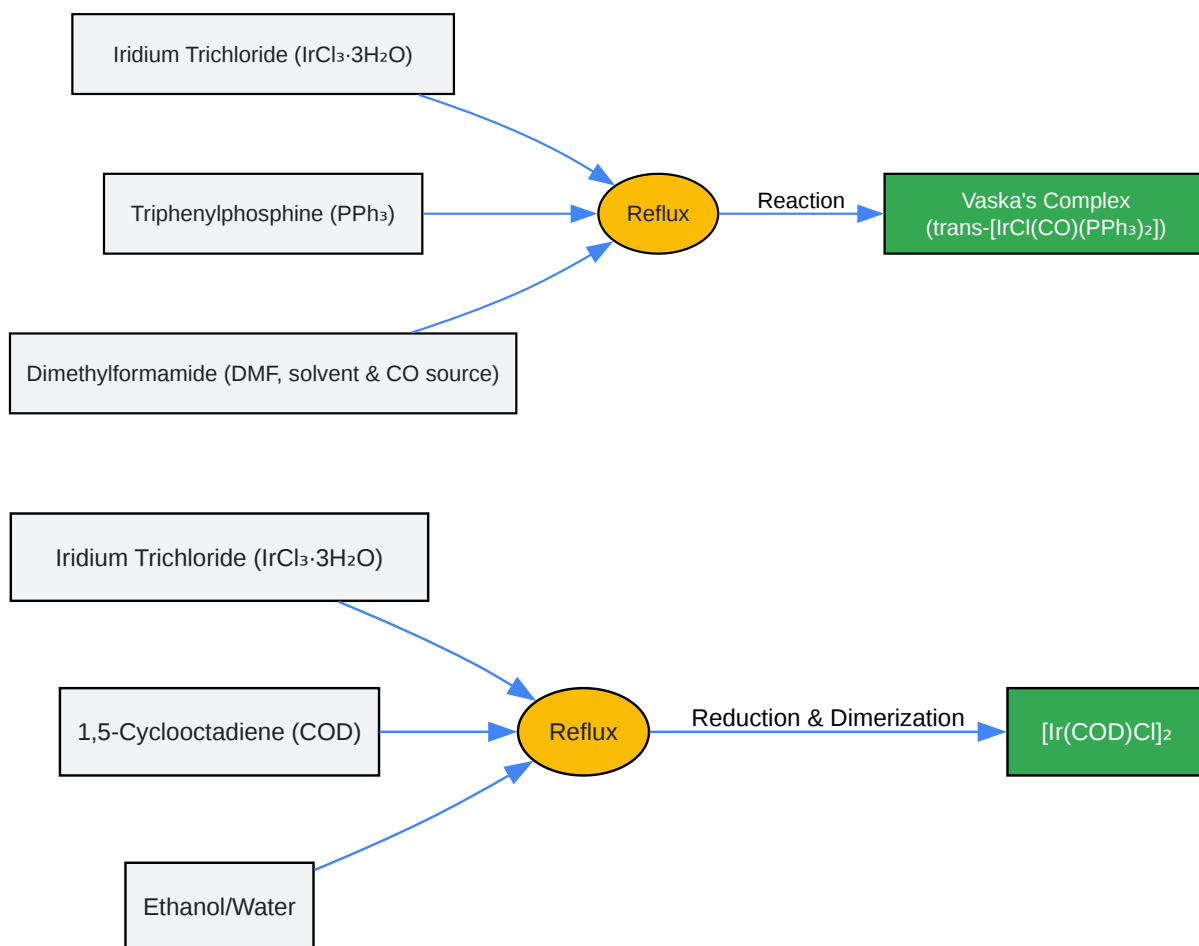 Iridium Trichloride (IrCl₃·3H₂O)
Triphenylphosphine (PPh₃)
Reflux
Reaction
Vaska's Complex
(trans-[IrCl(CO)(PPh₃)₂])
Dimethylformamide (DMF, solvent & CO source)
Iridium Trichloride (IrCl₃·3H₂O)
1,5-Cyclooctadiene (COD)
Reflux
Reduction & Dimerization
[Ir(COD)Cl]₂
Ethanol/Water